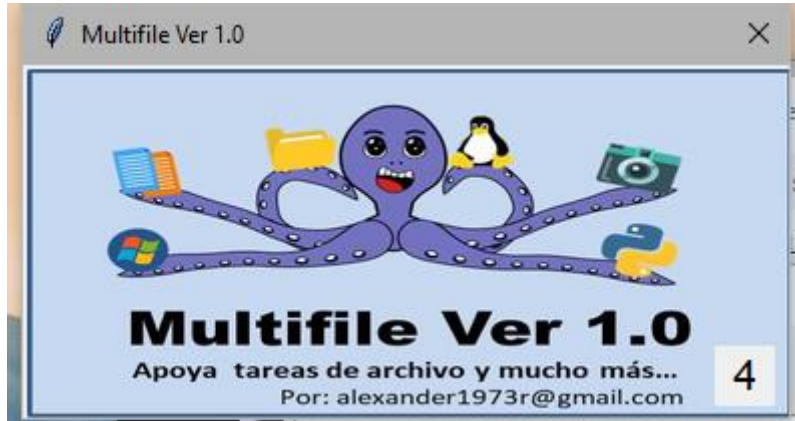 Multifile Ver 1.0
Multifile Ver 1.0
Apoya tareas de archivo y mucho más...
4
Por: alexander1973r@gmail.com